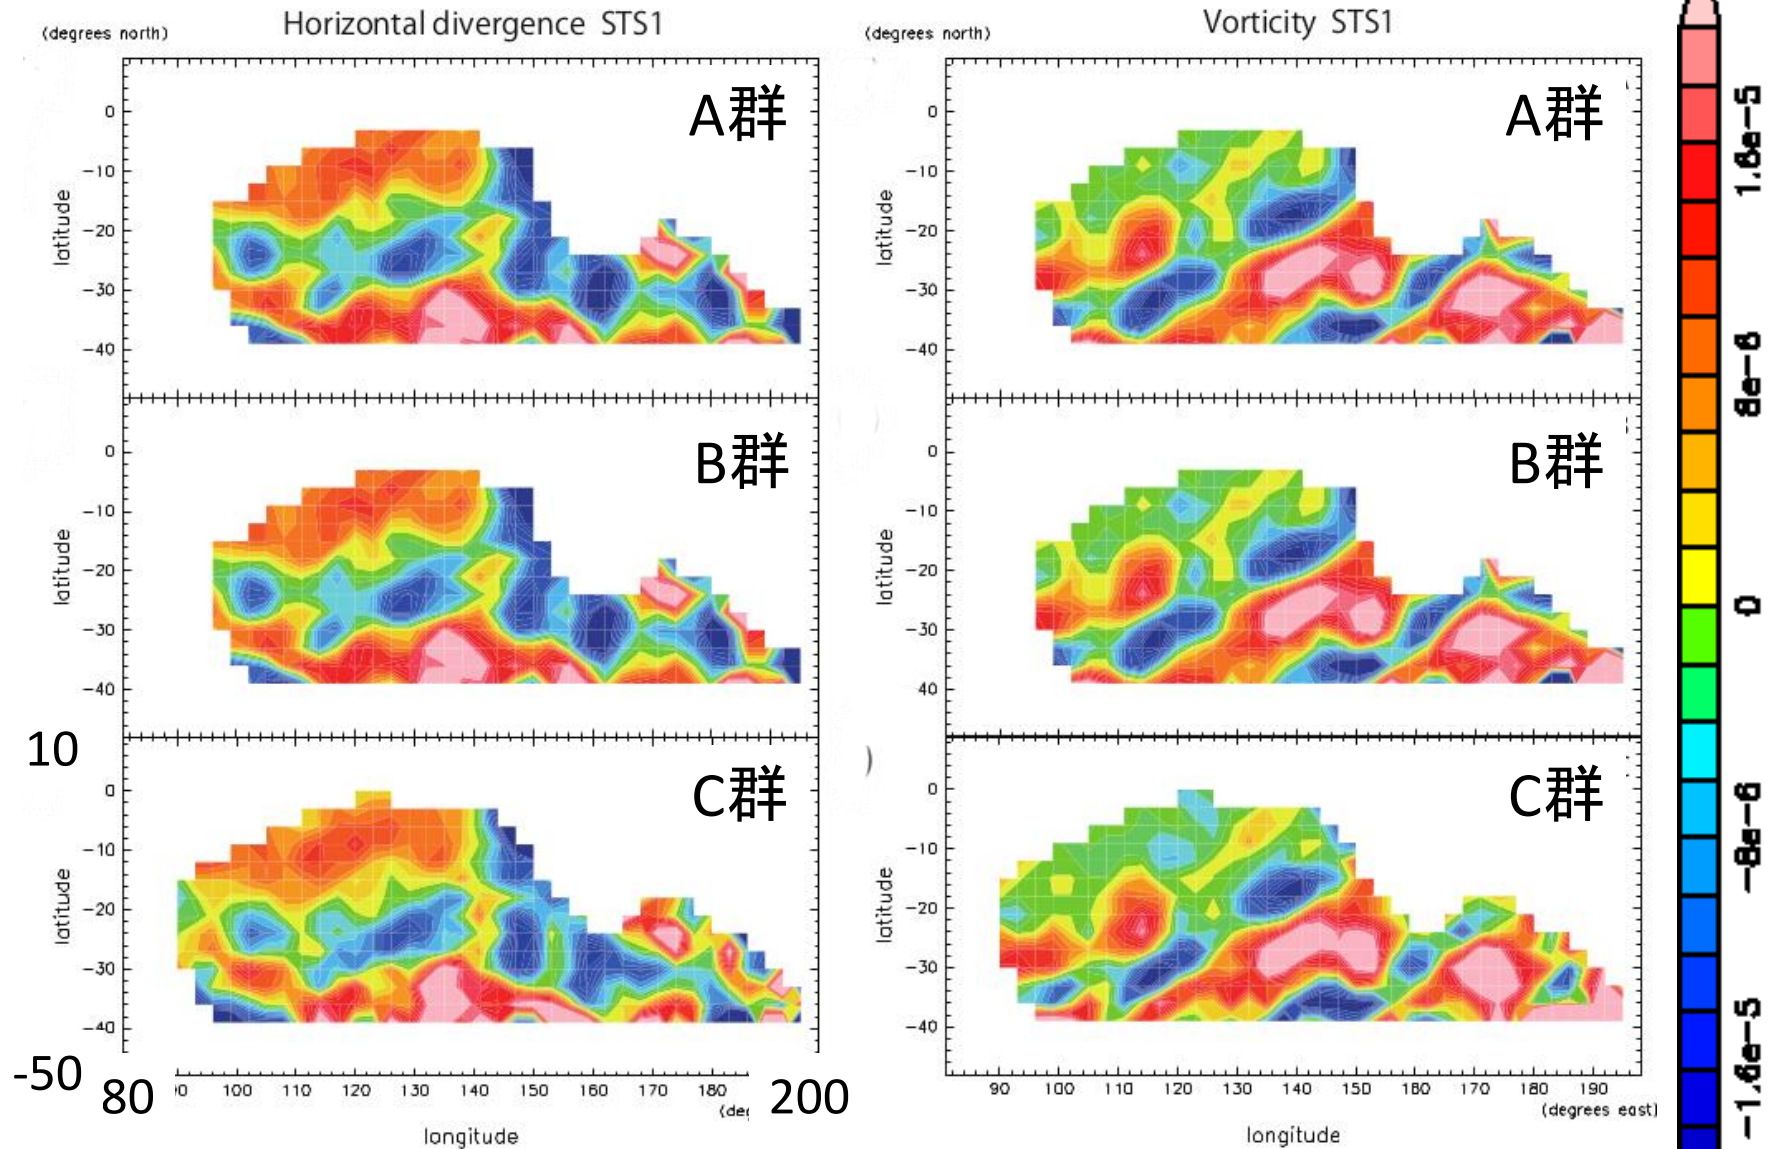 Horizontal divergence STS1
Vorticity STS1
(degrees north)
(degrees north)
A群
0
-10
-20
-30
-40
latitude
A群
0
-10
-20
-30
-40
latitude
B群
0
-10
-20
-30
-40
latitude
B群
0
-10
-20
-30
40
latitude
10
C群
0
-10
-20
-30
-40
latitude
-50
80
100
110
120
130
140
150
160
170
180
200
longitude
C群
0
-10
-20
-30
-40
latitude
90
100
110
120
130
140
150
160
170
180
190
(degrees east)
longitude
1.6e-5
8e-6
0
-8e-6
-1.6e-5